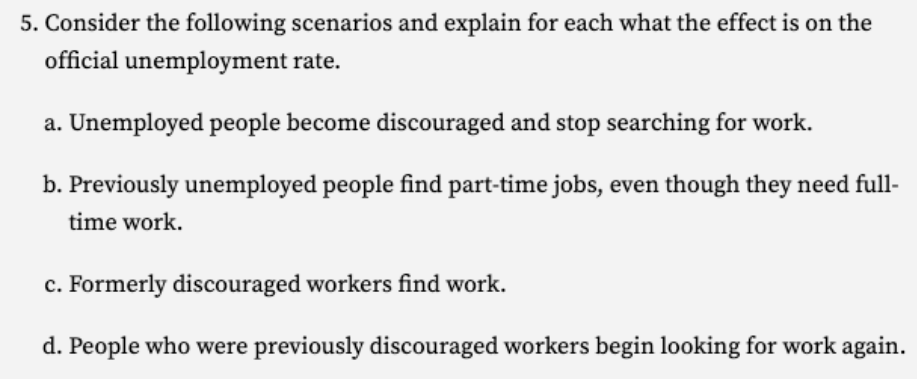 5. Consider the following scenarios and explain for each what the effect is on the
official unemployment rate.
a. Unemployed people become discouraged and stop searching for work.
b. Previously unemployed people find part-time jobs, even though they need full-
time work.
c. Formerly discouraged workers find work.
d. People who were previously discouraged workers begin looking for work again.